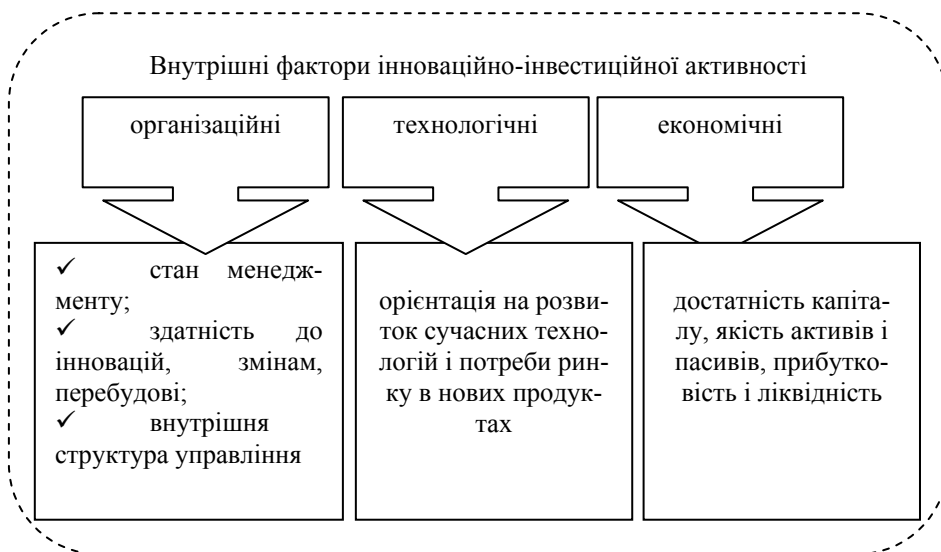 Внутрішні фактори інноваційно-інвестиційної активності
організаційні
технологічні
економічні
✓ стан менедж-
менту;
✓ здатність до
інновацій, змінам,
перебудові;
✓ внутрішня
структура управління
орієнтація на розви-
ток сучасних техно-
логій і потреби рин-
ку в нових продук-
тах
достатність капіта-
лу, якість активів і
пасивів, прибутко-
вість і ліквідність